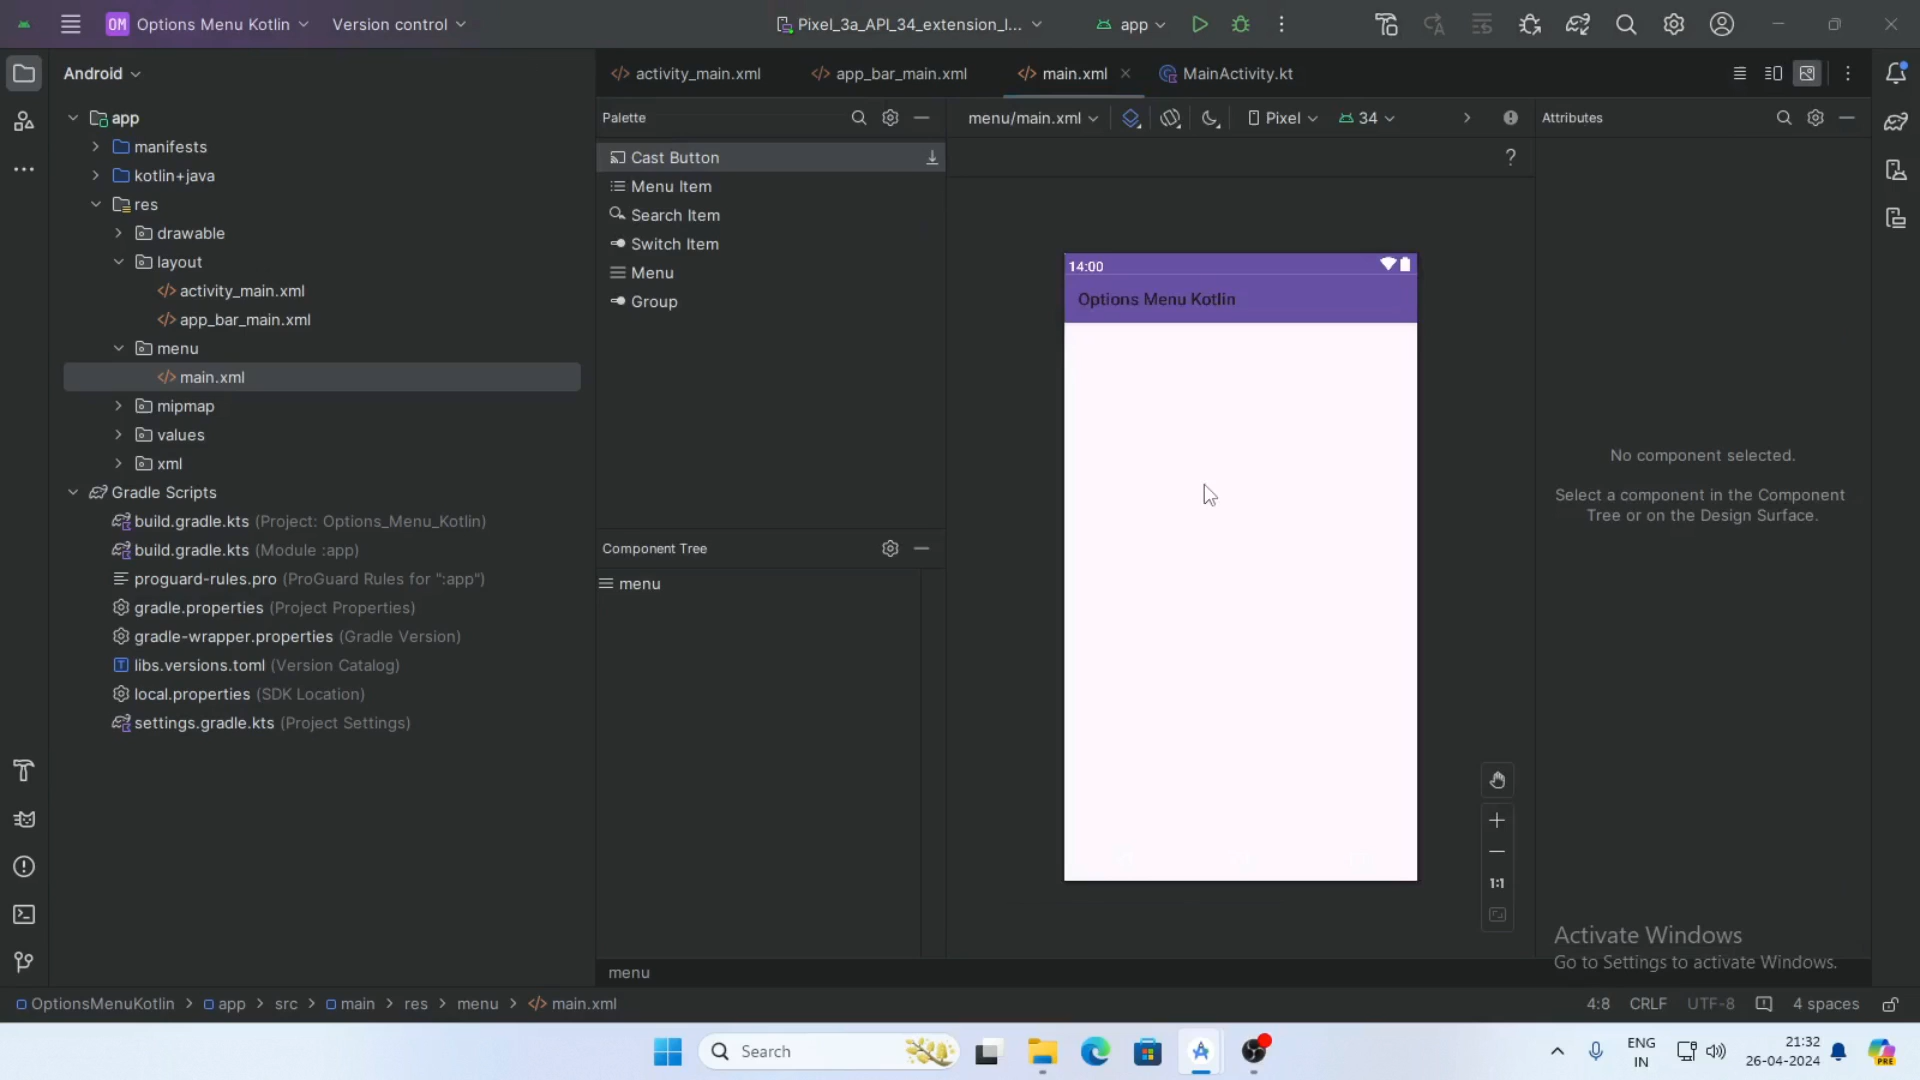 OM Options Menu Kotlin
Version control
Pixel_3a_API_34_extension_l...
app
Android
activity_main.xml
app_bar_main.xml
main.xml
MainActivity.kt
app
manifests
kotlin+java
res
drawable
layout
activity_main.xml
app_bar_main.xml
menu
main.xml
mipmap
values
xml
Gradle Scripts
build.gradle.kts (Project: Options_Menu_Kotlin)
build.gradle.kts (Module :app)
proguard-rules.pro (ProGuard Rules for ":app")
gradle.properties (Project Properties)
gradle-wrapper.properties (Gradle Version)
libs.versions.toml (Version Catalog)
local.properties (SDK Location)
settings.gradle.kts (Project Settings)
Palette
Cast Button
Menu Item
Search Item
Switch Item
Menu
Group
Component Tree
menu
menu
menu/main.xml
Pixel
34
?
14:00
Options Menu Kotlin
1:1
Attributes
No component selected.
Select a component in the Component
Tree or on the Design Surface.
Activate Windows
Go to Settings to activate Windows.
OptionsMenuKotlin > app > src > main > res > menu > main.xml
4:8 CRLF UTF-8 4 spaces
Search
ENG
IN
21:32
26-04-2024
PRE